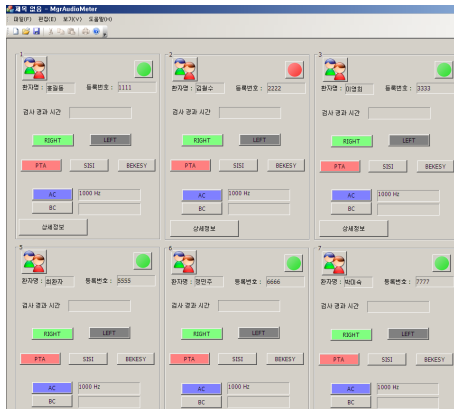 제목 없음 - MgrAudioMeter
파일(F) 편집(E) 보기(V) 도움말(H)
1
환자명 : 홍길동 등록번호 : 1111
검사 경과 시간
RIGHT LEFT
PTA SISI BEKESY
AC 1000 Hz
BC
상세정보
2
환자명 : 김철수 등록번호 : 2222
검사 경과 시간
RIGHT LEFT
PTA SISI BEKESY
AC 1000 Hz
BC
상세정보
3
환자명 : 이영희 등록번호 : 3333
검사 경과 시간
RIGHT LEFT
PTA SISI BEKESY
AC 1000 Hz
BC
상세정보
5
환자명 : 최환자 등록번호 : 5555
검사 경과 시간
RIGHT LEFT
PTA SISI BEKESY
AC 1000 Hz
BC
6
환자명 : 정민주 등록번호 : 6666
검사 경과 시간
RIGHT LEFT
PTA SISI BEKESY
AC 1000 Hz
BC
7
환자명 : 박미숙 등록번호 : 7777
검사 경과 시간
RIGHT LEFT
PTA SISI BEKESY
AC 1000 Hz
BC